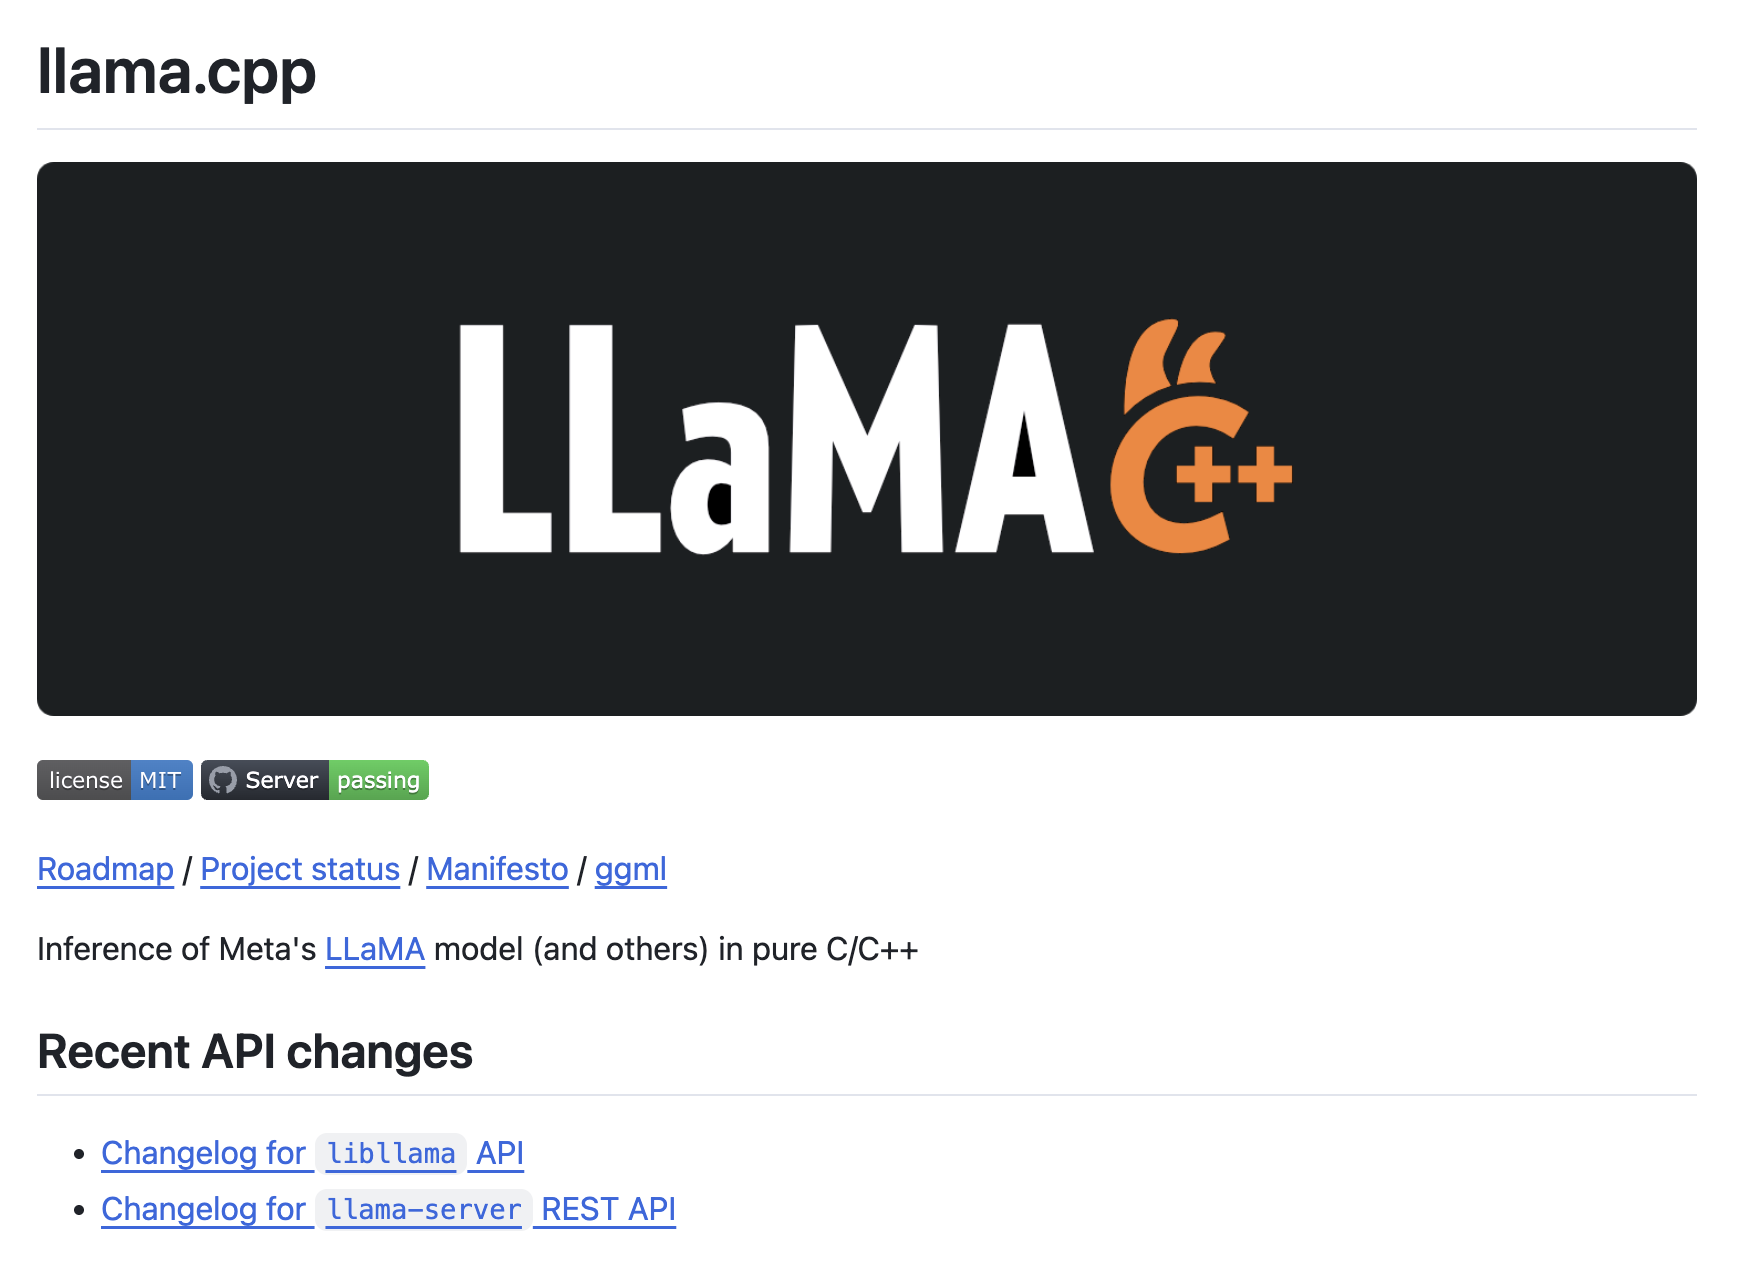 llama.cpp
LLaMA C++
license MIT Server passing
Roadmap / Project status / Manifesto / ggml
Inference of Meta's LLaMA model (and others) in pure C/C++
Recent API changes
• Changelog for libllama API
• Changelog for llama-server REST API